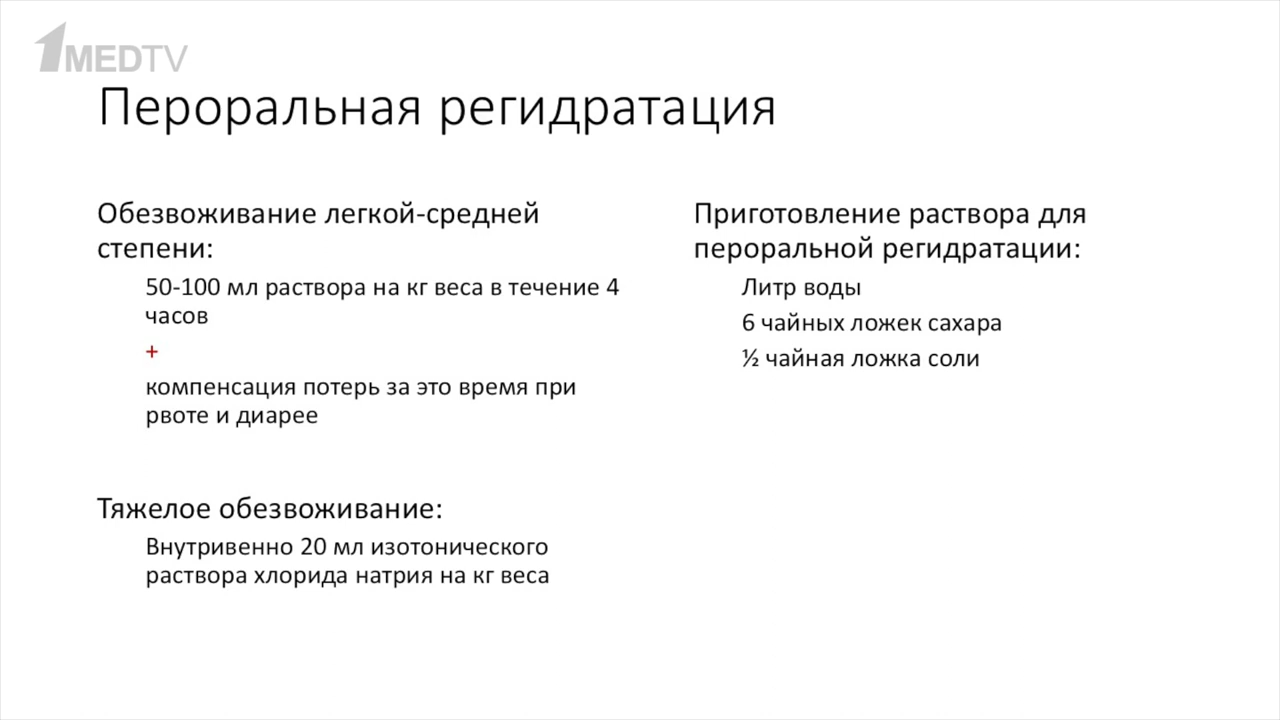 1MEDTV
Пероральная регидратация
Обезвоживание легкой-средней
степени:
50-100 мл раствора на кг веса в течение 4
часов
+
компенсация потерь за это время при
рвоте и диарее
Тяжелое обезвоживание:
Внутривенно 20 мл изотонического
раствора хлорида натрия на кг веса
Приготовление раствора для
пероральной регидратации:
Литр воды
6 чайных ложек сахара
½ чайная ложка соли